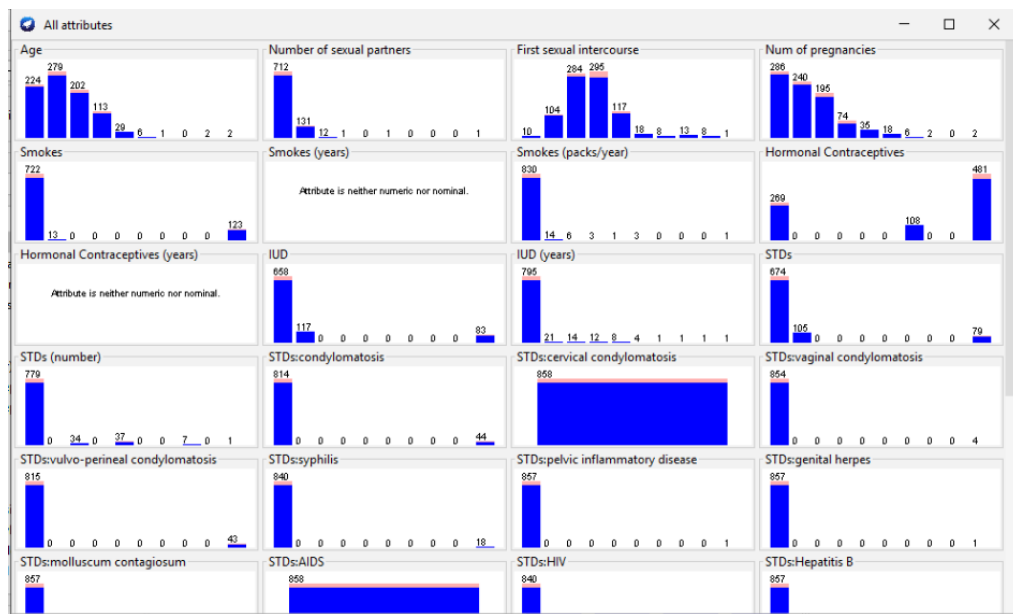 All attributes
Age
Number of sexual partners
First sexual intercourse
Num of pregnancies
224 279 202 113 29 6 1 0 2 2
712 131 12 1 0 1 0 0 0 1
10 104 284 295 117 18 8 13 8 1
286 240 195 74 35 18 6 2 0 2
Smokes
Smokes (years)
Smokes (packs/year)
Hormonal Contraceptives
722 13 0 0 0 0 0 0 0 123
Attribute is neither numeric nor nominal.
830 14 6 3 1 3 0 0 0 1
269 0 0 0 0 0 108 0 0 481
Hormonal Contraceptives (years)
IUD
IUD (years)
STDs
Attribute is neither numeric nor nominal.
658 117 0 0 0 0 0 0 0 83
795 21 14 12 8 4 1 1 1 1
674 105 0 0 0 0 0 0 0 79
STDs (number)
STDs:condylomatosis
STDs:cervical condylomatosis
STDs:vaginal condylomatosis
779 0 34 0 37 0 0 7 0 1
814 0 0 0 0 0 0 0 0 44
858
854 0 0 0 0 0 0 0 0 4
STDs:vulvo-perineal condylomatosis
STDs:syphilis
STDs:pelvic inflammatory disease
STDs:genital herpes
815 0 0 0 0 0 0 0 0 43
840 0 0 0 0 0 0 0 0 18
857 0 0 0 0 0 0 0 0 1
857 0 0 0 0 0 0 0 0 1
STDs:molluscum contagiosum
STDs:AIDS
STDs:HIV
STDs:Hepatitis B
857
858
840
857